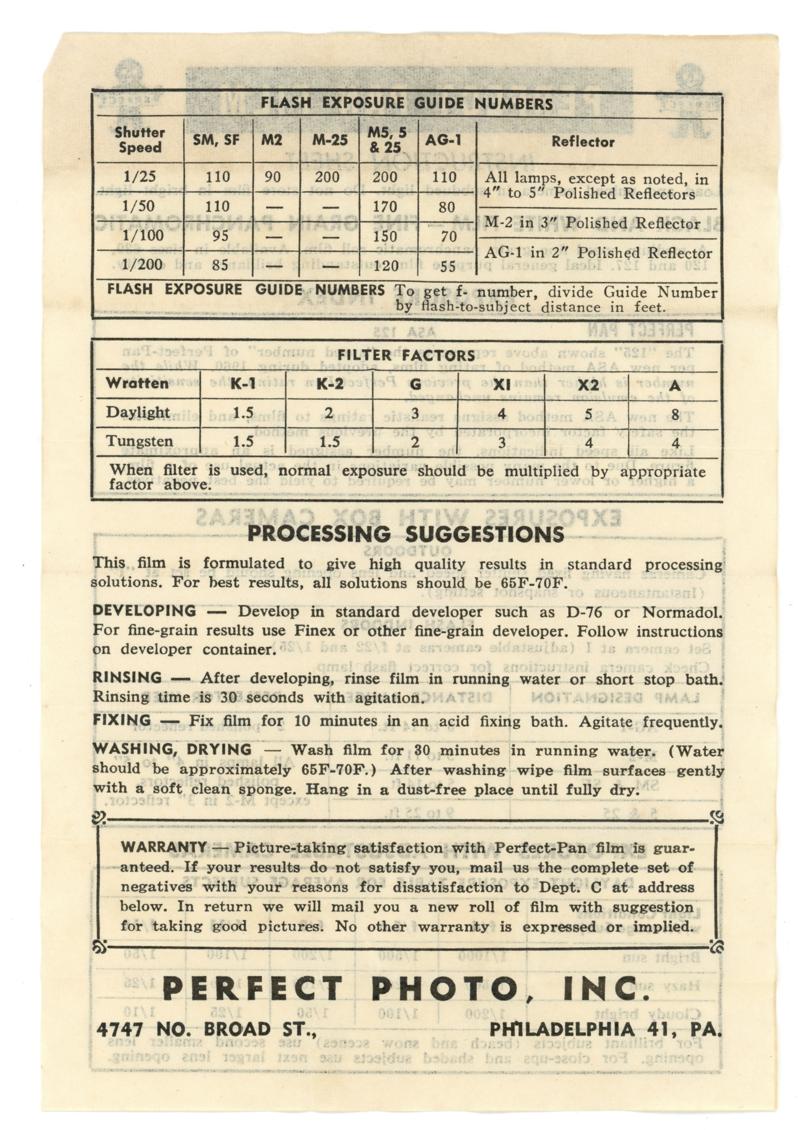 FLASH EXPOSURE GUIDE NUMBERS
Shutter Speed SM, SF M2 M-25 M5, 5 & 25 AG-1 Reflector
1/25 110 90 200 200 110 All lamps, except as noted, in
4" to 5" Polished Reflectors
1/50 110 — — 170 80
M-2 in 3" Polished Reflector
1/100 95 — — 150 70
AG-1 in 2" Polished Reflector
1/200 85 — — 120 55
FLASH EXPOSURE GUIDE NUMBERS To get f- number, divide Guide Number
by flash-to-subject distance in feet.
FILTER FACTORS
Wratten K-1 K-2 G X1 X2 A
Daylight 1.5 2 3 4 5 8
Tungsten 1.5 1.5 2 3 4 4
When filter is used, normal exposure should be multiplied by appropriate
factor above.
PROCESSING SUGGESTIONS
This film is formulated to give high quality results in standard processing
solutions. For best results, all solutions should be 65F-70F.
DEVELOPING — Develop in standard developer such as D-76 or Normadol.
For fine-grain results use Finex or other fine-grain developer. Follow instructions
on developer container.
RINSING — After developing, rinse film in running water or short stop bath.
Rinsing time is 30 seconds with agitation.
FIXING — Fix film for 10 minutes in an acid fixing bath. Agitate frequently.
WASHING, DRYING — Wash film for 30 minutes in running water. (Water
should be approximately 65F-70F.) After washing wipe film surfaces gently
with a soft clean sponge. Hang in a dust-free place until fully dry.
WARRANTY — Picture-taking satisfaction with Perfect-Pan film is guar-
anteed. If your results do not satisfy you, mail us the complete set of
negatives with your reasons for dissatisfaction to Dept. C at address
below. In return we will mail you a new roll of film with suggestion
for taking good pictures. No other warranty is expressed or implied.
PERFECT PHOTO, INC.
4747 NO. BROAD ST., PHILADELPHIA 41, PA.